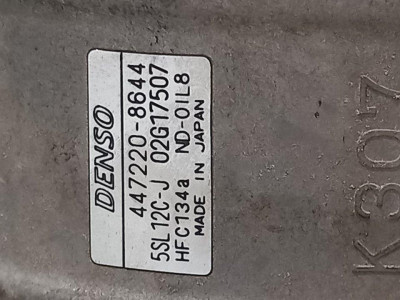 DENSO
447220-8644
5SL12C-J 02G17507
HFC134a ND-OIL8
MADE IN JAPAN
K307